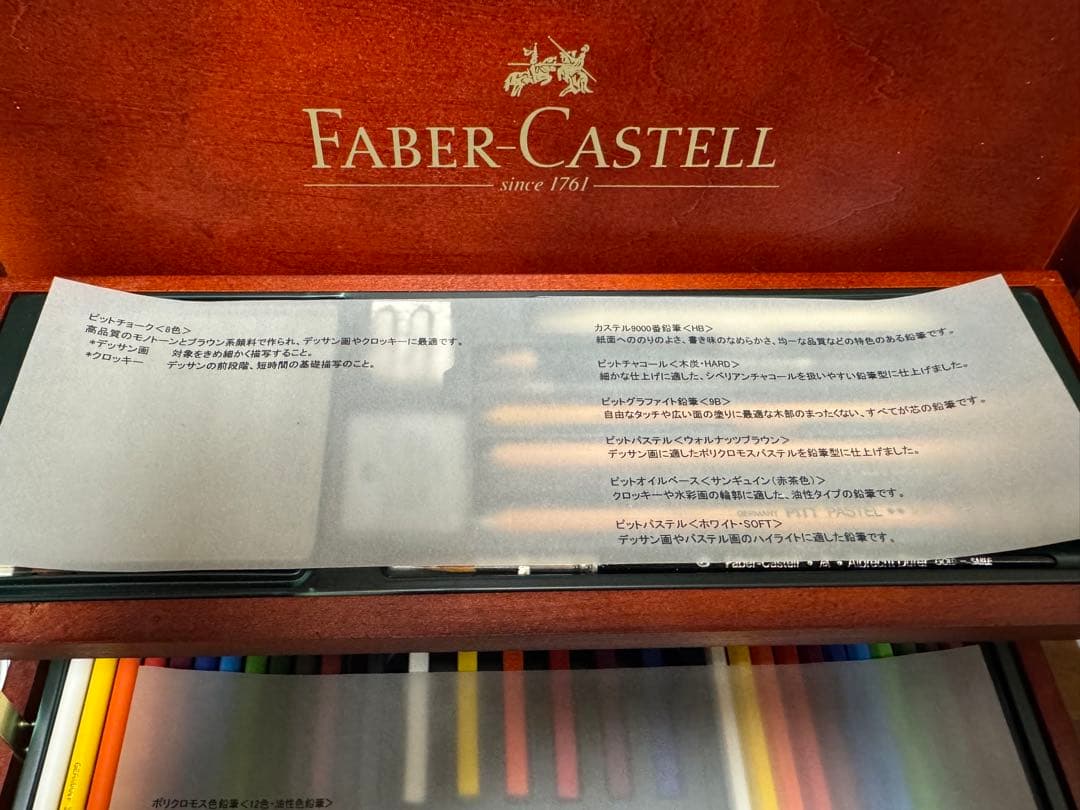 FABER-CASTELL
since 1761
ピットチョーク＜8色＞
高品質のモノトーンとブラウン系顔料で作られ、デッサン画やクロッキーに最適です。
*デッサン画　対象をきめ細かく描写すること。
*クロッキー　デッサンの前段階、短時間の基礎描写のこと。
カステル9000番鉛筆＜HB＞
紙面へののりのよさ、書き味のなめらかさ、均一な品質などの特色のある鉛筆です。
ピットチャコール＜木炭・HARD＞
細かな仕上げに適した、シベリアンチャコールを扱いやすい鉛筆型に仕上げました。
ピットグラファイト鉛筆＜9B＞
自由なタッチや広い面の塗りに最適な木部のまったくない、すべてが芯の鉛筆です。
ピットパステル＜ウォルナッツブラウン＞
デッサン画に適したポリクロモスパステルを鉛筆型に仕上げました。
ピットオイルベース＜サンギュイン（赤茶色）＞
クロッキーや水彩画の輪郭に適した、油性タイプの鉛筆です。
GERMANY PITT PASTEL
ピットパステル＜ホワイト・SOFT＞
デッサン画やパステル画のハイライトに適した鉛筆です。
Faber-Castell Albrecht Dürer
GERMANY
ポリクロモス色鉛筆＜12色・油性色鉛筆＞